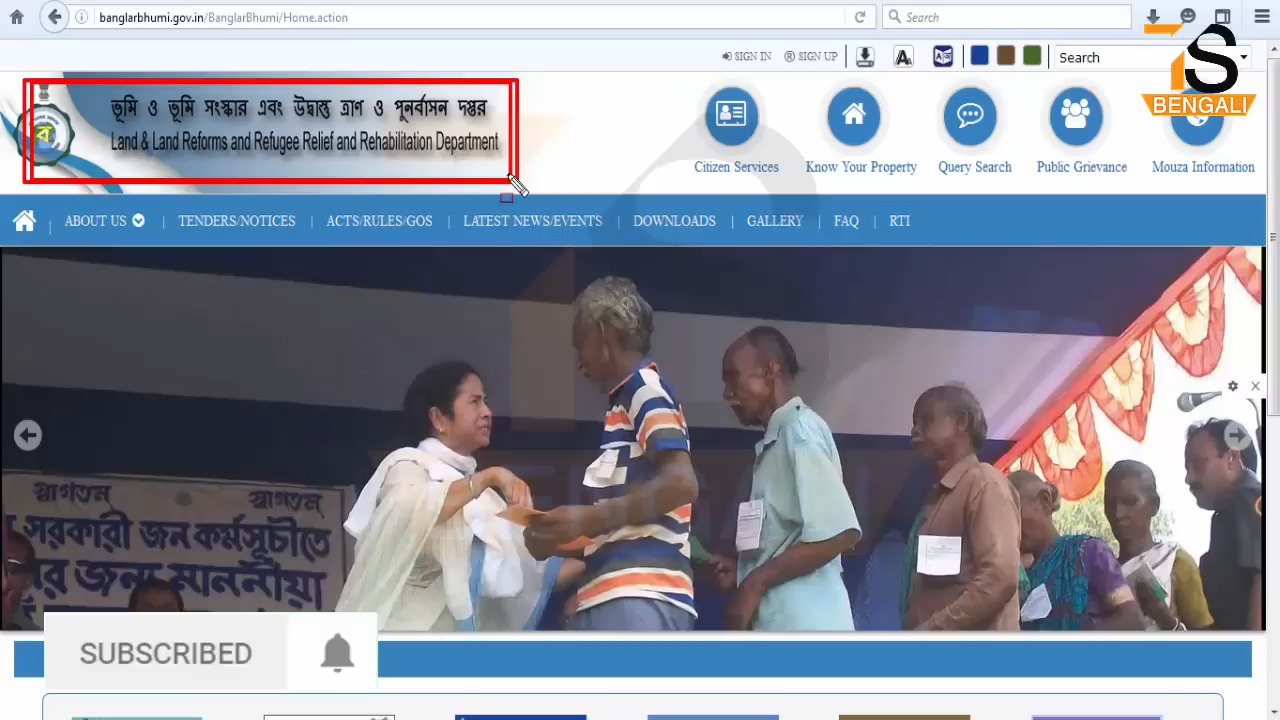 banglarbhumi.gov.in/BanglarBhumi/Home.action
Search
SIGN IN
SIGN UP
Search
BENGALI
ভূমি ও ভূমি সংস্কার এবং উদ্বাস্তু ত্রাণ ও পুনর্বাসন দপ্তর
Land & Land Reforms and Refugee Relief and Rehabilitation Department
Citizen Services
Know Your Property
Query Search
Public Grievance
Mouza Information
ABOUT US
TENDERS/NOTICES
ACTS/RULES/GOS
LATEST NEWS/EVENTS
DOWNLOADS
GALLERY
FAQ
RTI
স্বাগতম্ স্বাগতম্
সরকারী জন কর্মসূচীতে
র জন্য মাননীয়া
SUBSCRIBED